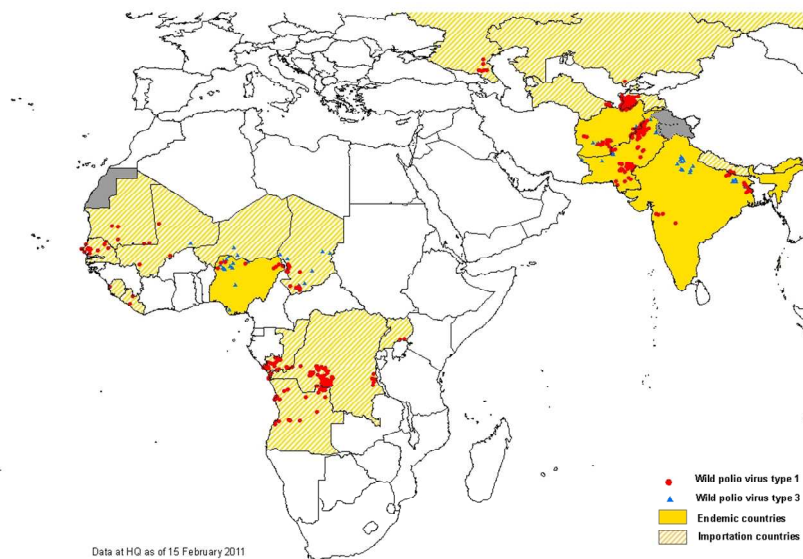 Wild polio virus type 1
Wild polio virus type 3
Endemic countries
Importation countries
Data at HQ as of 15 February 2011